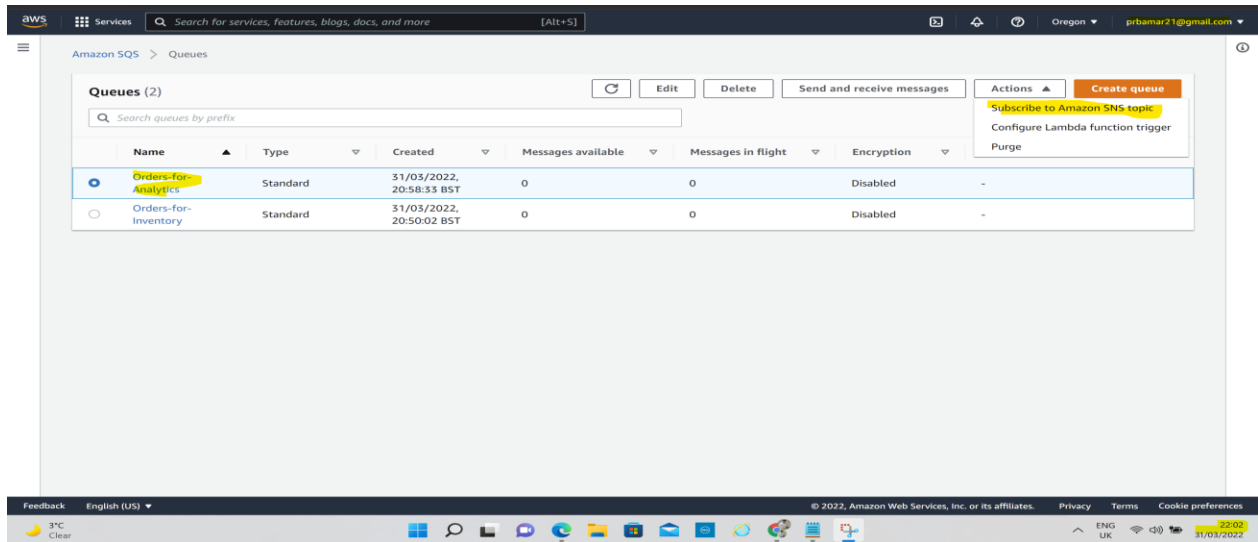 aws
Services
Search for services, features, blogs, docs, and more
[Alt+S]
Oregon
prbamar21@gmail.com
Amazon SQS > Queues
Queues (2)
Edit
Delete
Send and receive messages
Actions
Create queue
Subscribe to Amazon SNS topic
Configure Lambda function trigger
Purge
Search queues by prefix
Name
Type
Created
Messages available
Messages in flight
Encryption
Orders-for-
Analytics
Standard
31/03/2022,
20:58:33 BST
0
0
Disabled
-
Orders-for-
Inventory
Standard
31/03/2022,
20:50:02 BST
0
0
Disabled
-
Feedback
English (US)
© 2022, Amazon Web Services, Inc. or its affiliates.
Privacy
Terms
Cookie preferences
3°C
Clear
ENG
UK
22:02
31/03/2022